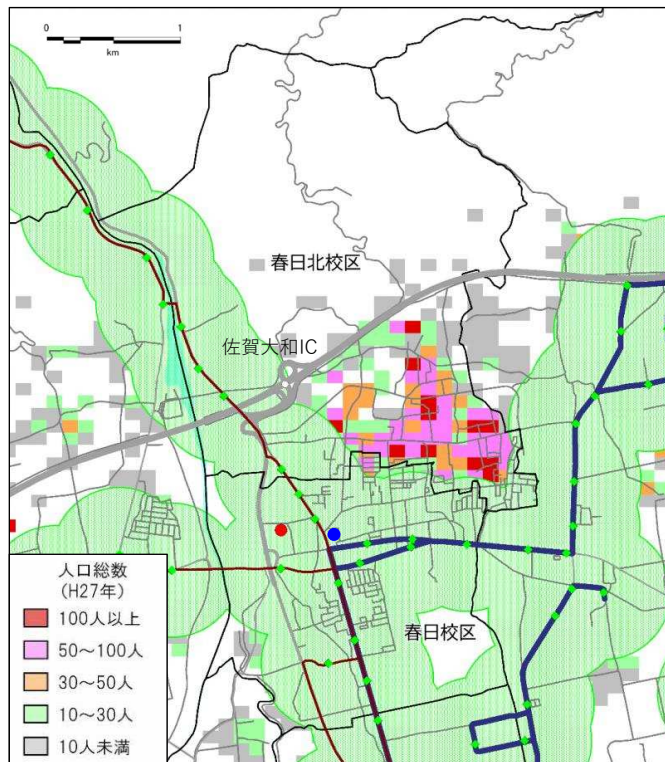 0 1
km
春日北校区
佐賀大和IC
春日校区
人口総数
（H27年）
100人以上
50～100人
30～50人
10～30人
10人未満